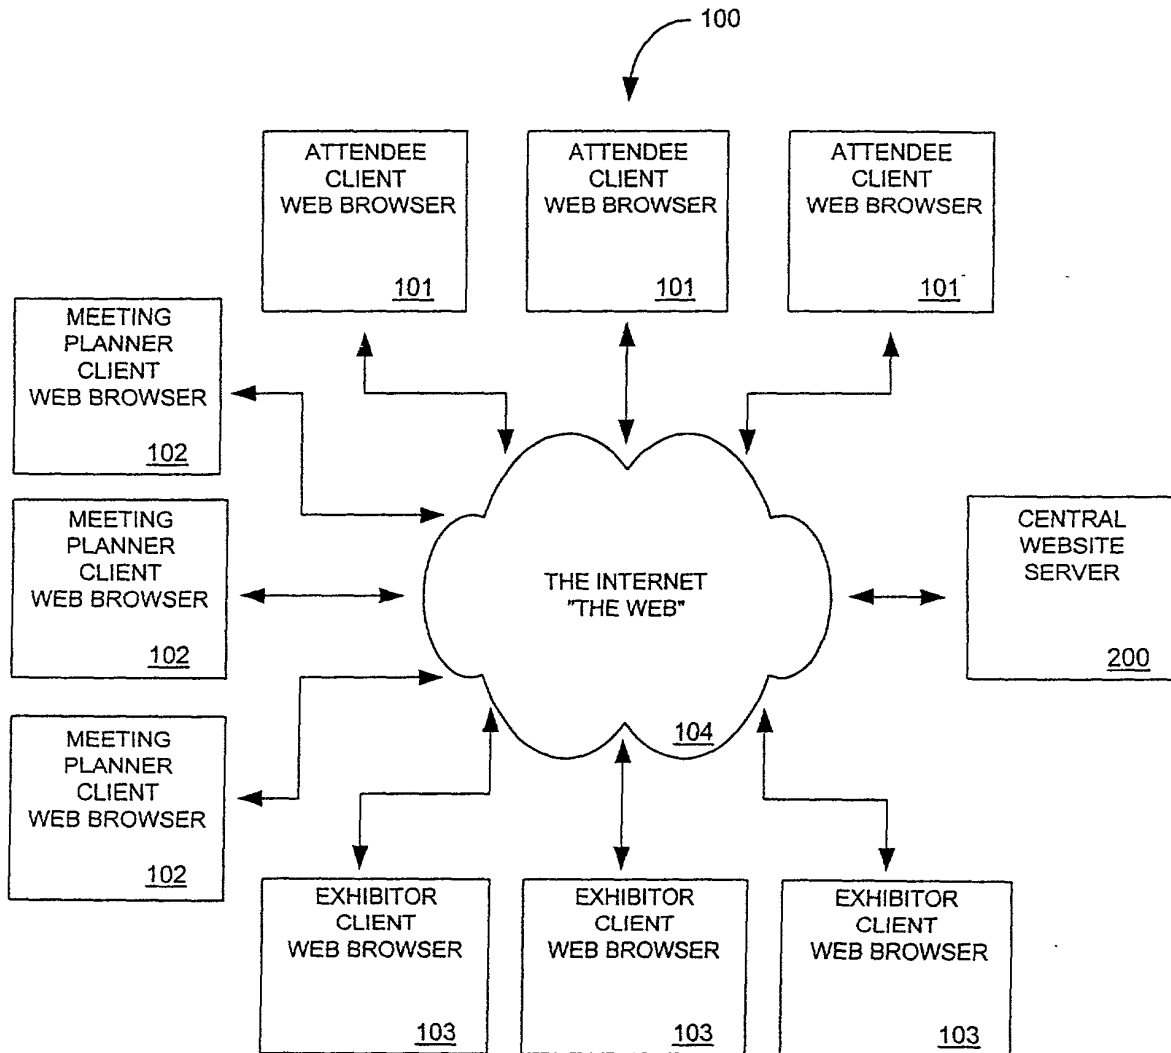 100
ATTENDEE
CLIENT
WEB BROWSER
101
ATTENDEE
CLIENT
WEB BROWSER
101
ATTENDEE
CLIENT
WEB BROWSER
101
MEETING
PLANNER
CLIENT
WEB BROWSER
102
MEETING
PLANNER
CLIENT
WEB BROWSER
102
MEETING
PLANNER
CLIENT
WEB BROWSER
102
THE INTERNET
"THE WEB"
104
CENTRAL
WEBSITE
SERVER
200
EXHIBITOR
CLIENT
WEB BROWSER
103
EXHIBITOR
CLIENT
WEB BROWSER
103
EXHIBITOR
CLIENT
WEB BROWSER
103